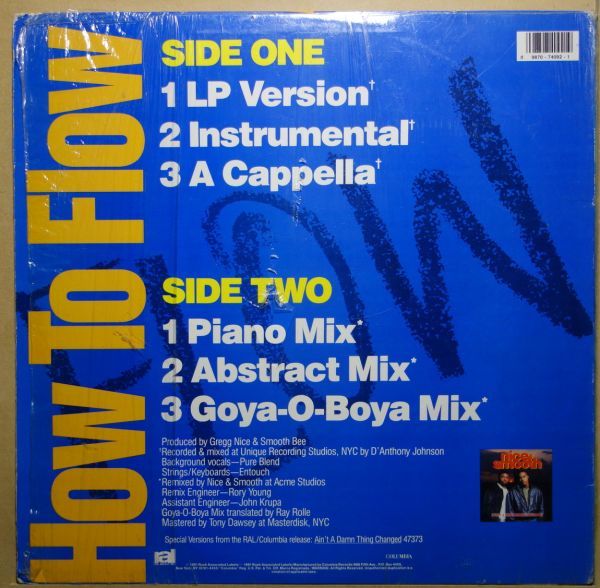 How To Flow
SIDE ONE
1 LP Version†
2 Instrumental†
3 A Cappella†
FLOW
SIDE TWO
1 Piano Mix*
2 Abstract Mix*
3 Goya-O-Boya Mix*
Produced by Gregg Nice & Smooth Bee
†Recorded & mixed at Unique Recording Studios, NYC by D'Anthony Johnson
Background vocals—Pure Blend
Strings/Keyboards—Entouch
*Remixed by Nice & Smooth at Acme Studios
Remix Engineer—Rory Young
Assistant Engineer—John Krupa
Goya-O-Boya Mix translated by Ray Rolle
Mastered by Tony Dawsey at Masterdisk, NYC
Special Versions from the RAL/Columbia release: Ain't A Damn Thing Changed 47373
nice & smooth
ral
COLUMBIA